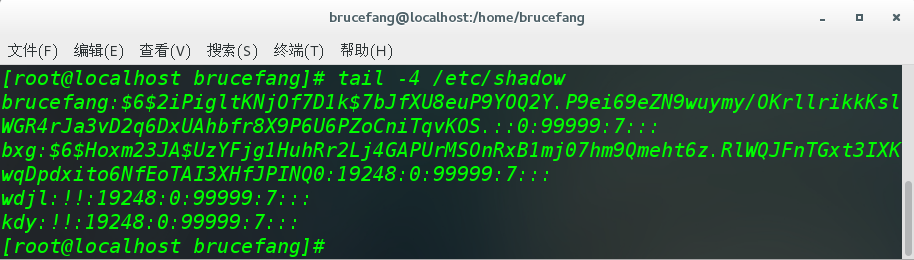 brucefang@localhost:/home/brucefang
文件(F) 编辑(E) 查看(V) 搜索(S) 终端(T) 帮助(H)
[root@localhost brucefang]# tail -4 /etc/shadow
brucefang:$6$2iPigltKNjOf7D1k$7bJfXU8euP9YOQ2Y.P9ei69eZN9wuymy/OKrllrikkKsl
WGR4rJa3vD2q6DxUAhbfr8X9P6U6PZoCniTqvKOS.::0:99999:7:::
bxg:$6$Hoxm23JA$UzYFjg1HuhRr2Lj4GAPUrMSOnRxB1mj07hm9Qmeht6z.RlWQJFnTGxt3IXK
wqDpdxito6NfEoTAI3XHfJPINQ0:19248:0:99999:7:::
wdjl:!!:19248:0:99999:7:::
kdy:!!:19248:0:99999:7:::
[root@localhost brucefang]#